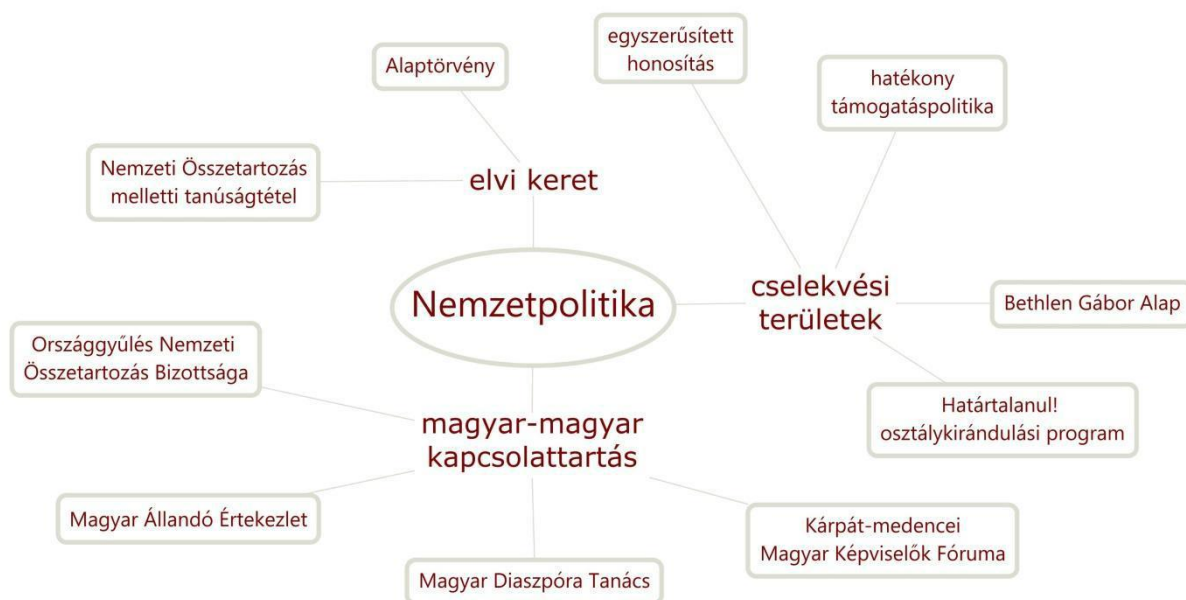 egyszerűsített
honosítás
Alaptörvény
hatékony
támogatáspolitika
Nemzeti Összetartozás
melletti tanúságtétel
elvi keret
Nemzetpolitika
cselekvési
területek
Bethlen Gábor Alap
Országgyűlés Nemzeti
Összetartozás Bizottsága
Határtalanul!
osztálykirándulási program
magyar-magyar
kapcsolattartás
Magyar Állandó Értekezlet
Kárpát-medencei
Magyar Képviselők Fóruma
Magyar Diaszpóra Tanács